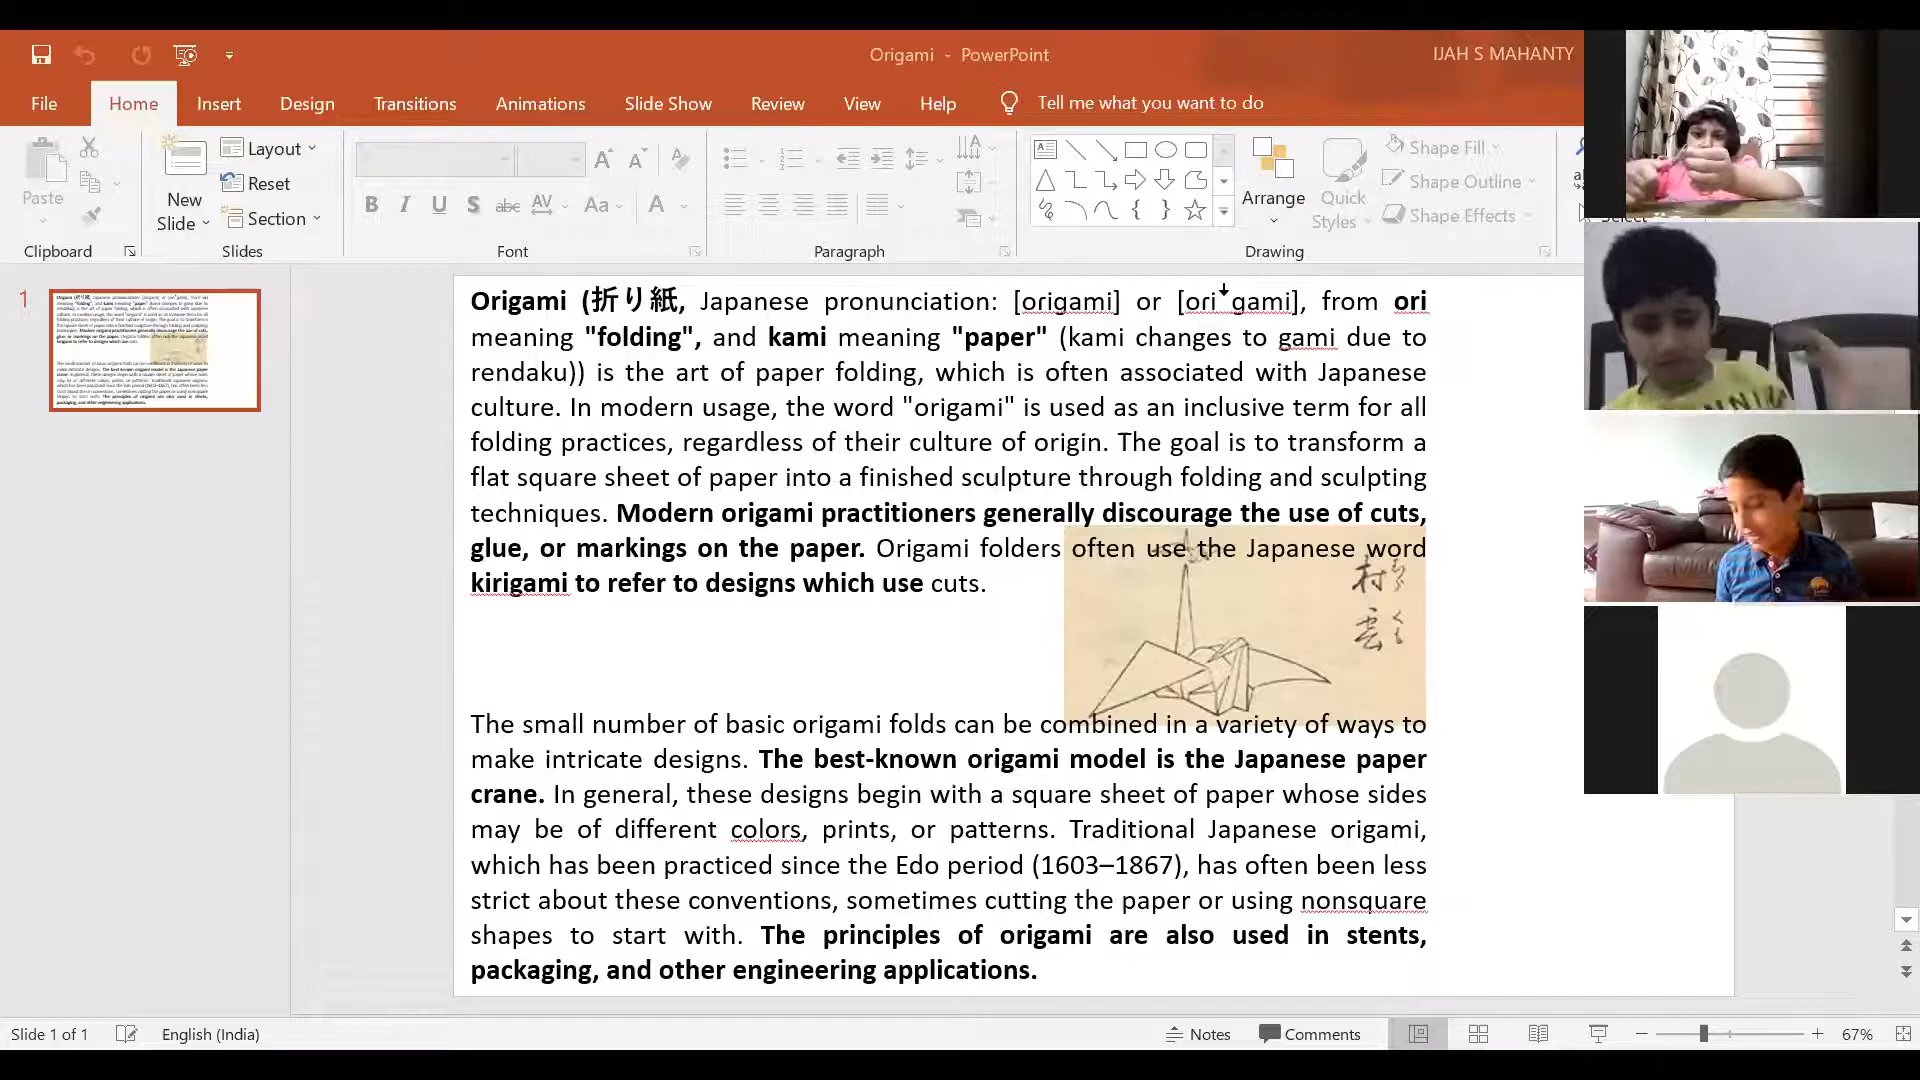 Origami - PowerPoint
IJAH S MAHANTY
File Home Insert Design Transitions Animations Slide Show Review View Help Tell me what you want to do
Paste
New Slide
Layout
Reset
Section
B I U S abc AV Aa A
Arrange
Quick Styles
Shape Fill
Shape Outline
Shape Effects
Select
Clipboard Slides Font Paragraph Drawing
1
Origami (折り紙, Japanese pronunciation: [oɾigami] or [oɾiꜜgami], from ori
meaning "folding", and kami meaning "paper" (kami changes to gami due to
rendaku)) is the art of paper folding, which is often associated with Japanese
culture. In modern usage, the word "origami" is used as an inclusive term for all
folding practices, regardless of their culture of origin. The goal is to transform a
flat square sheet of paper into a finished sculpture through folding and sculpting
techniques. Modern origami practitioners generally discourage the use of cuts,
glue, or markings on the paper. Origami folders often use the Japanese word
kirigami to refer to designs which use cuts.
村雲
The small number of basic origami folds can be combined in a variety of ways to
make intricate designs. The best-known origami model is the Japanese paper
crane. In general, these designs begin with a square sheet of paper whose sides
may be of different colors, prints, or patterns. Traditional Japanese origami,
which has been practiced since the Edo period (1603–1867), has often been less
strict about these conventions, sometimes cutting the paper or using nonsquare
shapes to start with. The principles of origami are also used in stents,
packaging, and other engineering applications.
Slide 1 of 1 English (India) Notes Comments 67%